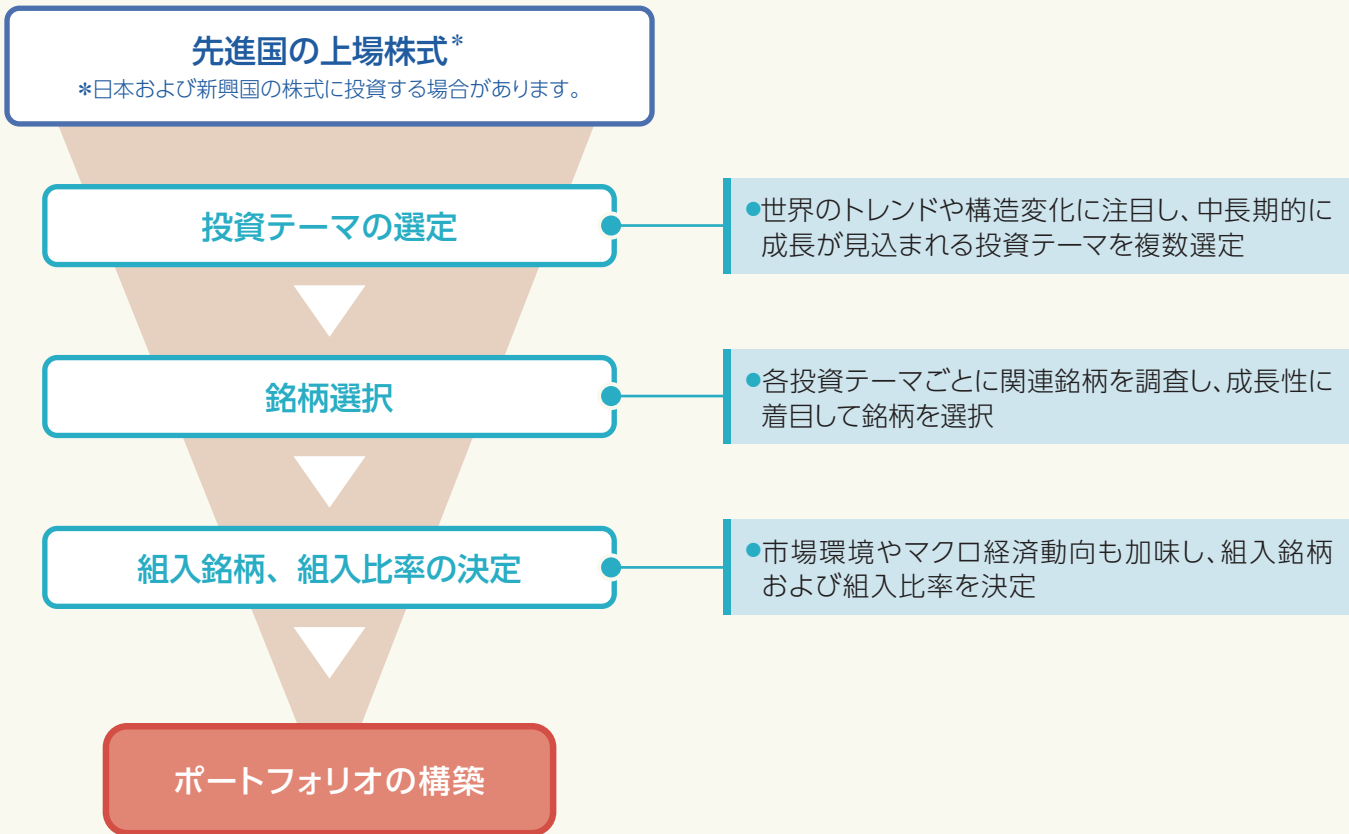 先進国の上場株式*
*日本および新興国の株式に投資する場合があります。
投資テーマの選定
●世界のトレンドや構造変化に注目し、中長期的に
成長が見込まれる投資テーマを複数選定
銘柄選択
●各投資テーマごとに関連銘柄を調査し、成長性に
着目して銘柄を選択
組入銘柄、組入比率の決定
●市場環境やマクロ経済動向も加味し、組入銘柄
および組入比率を決定
ポートフォリオの構築